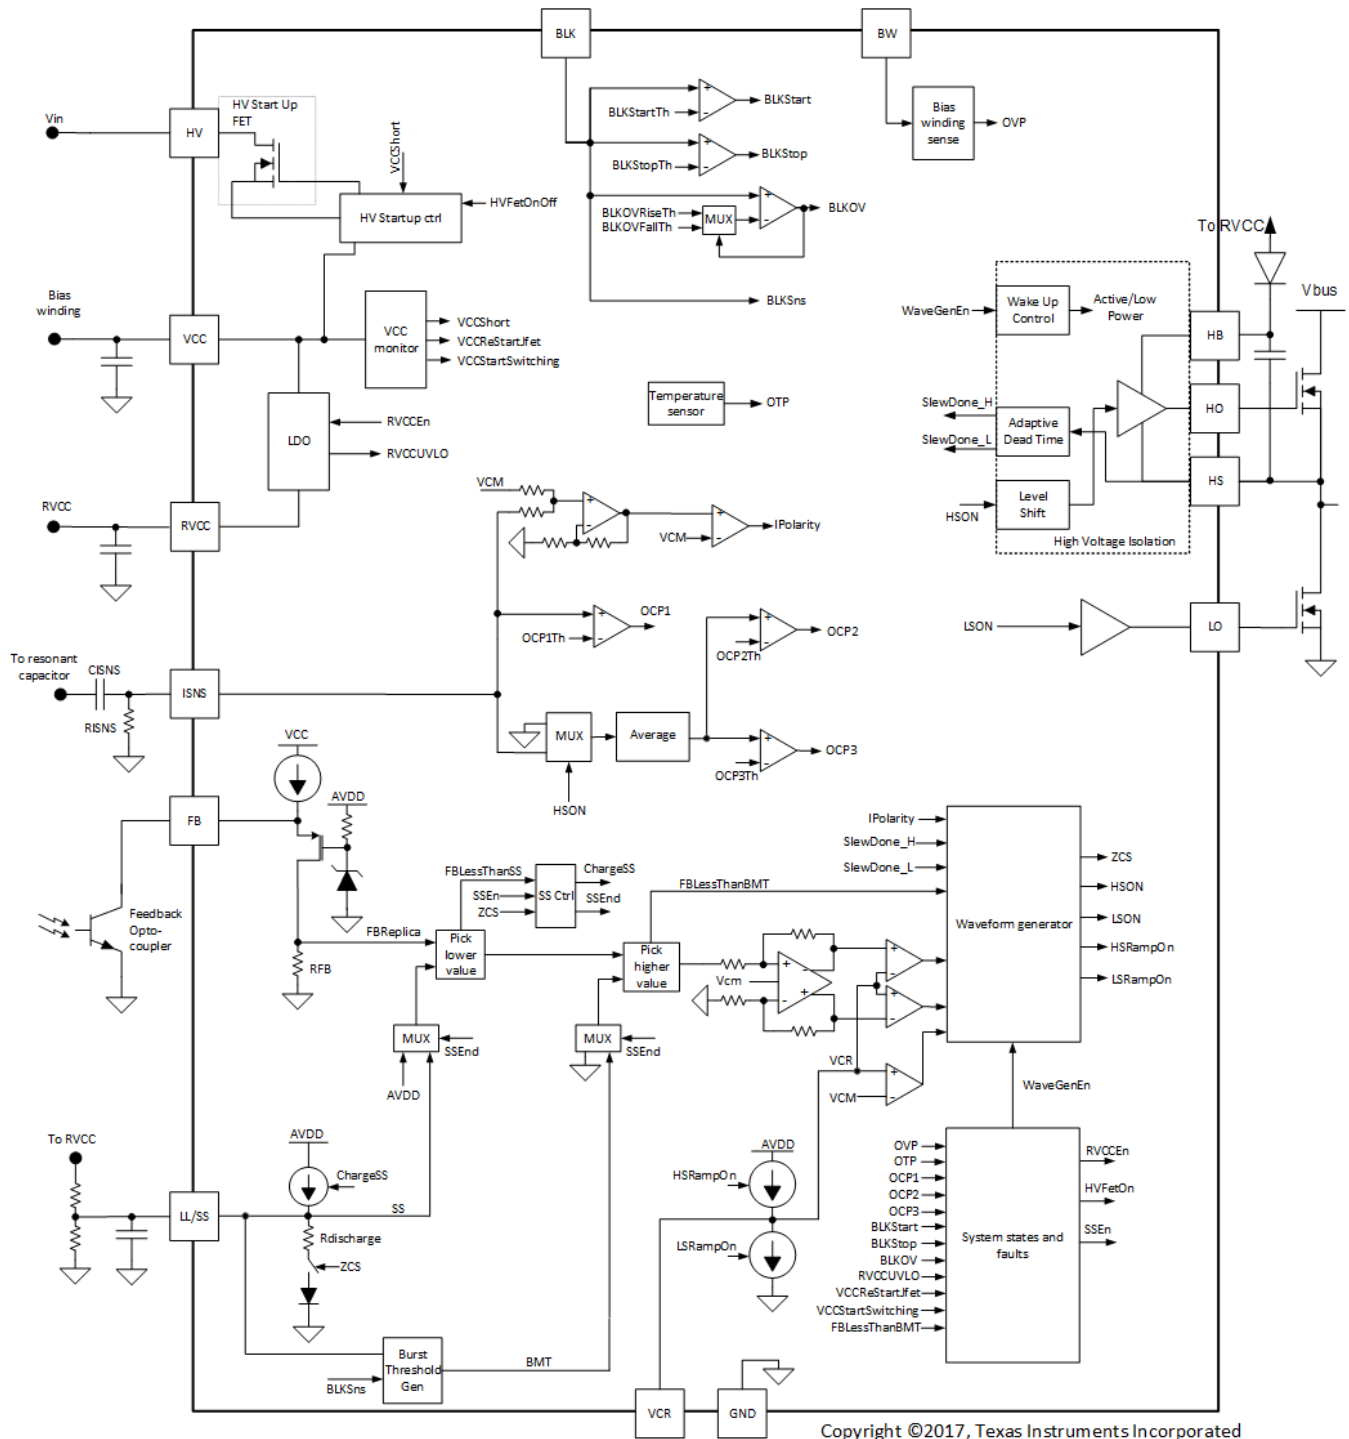 BLK
BW
HV Start Up
FET
Vin
HV
VCCShort
HVFetOnOff
HV Startup ctrl
BLKStartTh
BLKStart
BLKStopTh
BLKStop
BLKOVRiseTh
BLKOVFallTh
MUX
BLKOV
BLKSns
Bias
winding
sense
OVP
To RVCC
Vbus
Bias
winding
VCC
VCC
monitor
VCCShort
VCCReStartJfet
VCCStartSwitching
WaveGenEn
Wake Up
Control
Active/Low
Power
HB
Temperature
sensor
OTP
SlewDone_H
SlewDone_L
Adaptive
Dead Time
HO
LDO
RVCCEn
RVCCUVLO
HS
HSON
Level
Shift
High Voltage Isolation
RVCC
RVCC
VCM
VCM
IPolarity
OCP1Th
OCP1
OCP2Th
OCP2
LSON
LO
To resonant
capacitor
CISNS
RISNS
ISNS
MUX
Average
HSON
OCP3Th
OCP3
VCC
AVDD
FB
Feedback
Opto-
coupler
RFB
FBReplica
FBLessThanSS
SSEn
ZCS
SS Ctrl
ChargeSS
SSEnd
Pick
lower
value
FBLessThanBMT
Pick
higher
value
Vcm
IPolarity
SlewDone_H
SlewDone_L
Waveform generator
ZCS
HSON
LSON
HSRampOn
LSRampOn
MUX
SSEnd
AVDD
MUX
SSEnd
VCR
VCM
WaveGenEn
To RVCC
LL/SS
AVDD
ChargeSS
SS
Rdischarge
ZCS
AVDD
HSRampOn
LSRampOn
OVP
OTP
OCP1
OCP2
OCP3
BLKStart
BLKStop
BLKOV
RVCCUVLO
VCCReStartJfet
VCCStartSwitching
FBLessThanBMT
System states and
faults
RVCCEn
HVFetOn
SSEn
Burst
Threshold
Gen
BLKSns
BMT
VCR
GND
Copyright ©2017, Texas Instruments Incorporated